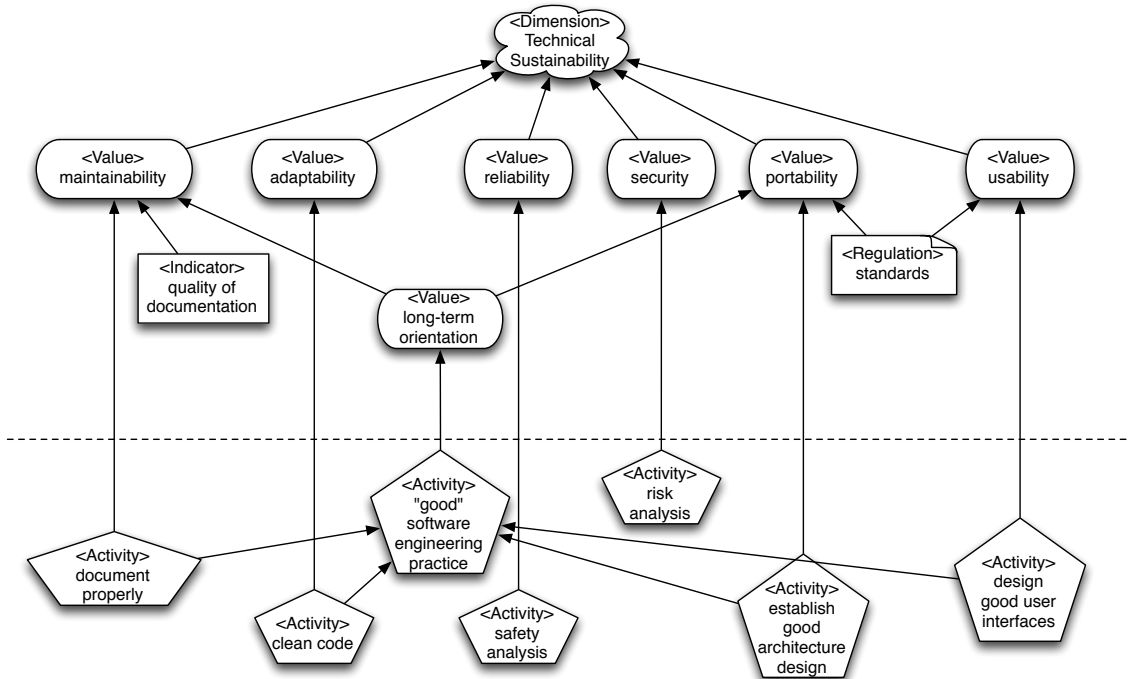 <Dimension>
Technical
Sustainability
<Value>
maintainability
<Value>
adaptability
<Value>
reliability
<Value>
security
<Value>
portability
<Value>
usability
<Indicator>
quality of
documentation
<Regulation>
standards
<Value>
long-term
orientation
<Activity>
"good"
software
engineering
practice
<Activity>
risk
analysis
<Activity>
document
properly
<Activity>
clean code
<Activity>
safety
analysis
<Activity>
establish
good
architecture
design
<Activity>
design
good user
interfaces